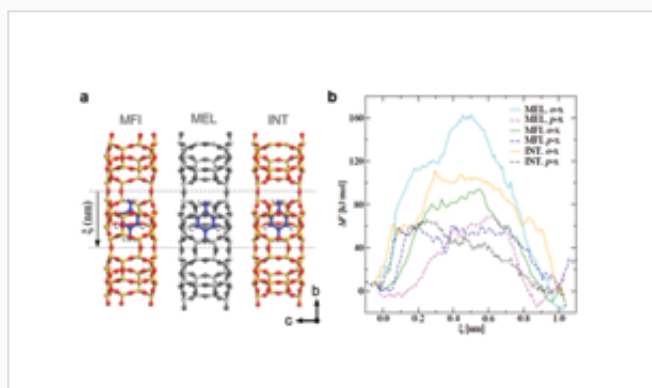 a
MFI MEL INT
ξ (nm)
b
c
b
MEL, o-x
MEL, p-x
MFI, o-x
MFI, p-x
INT, o-x
INT, p-x
160
120
80
40
0
0.0 0.2 0.4 0.6 0.8 1.0
ξ [nm]